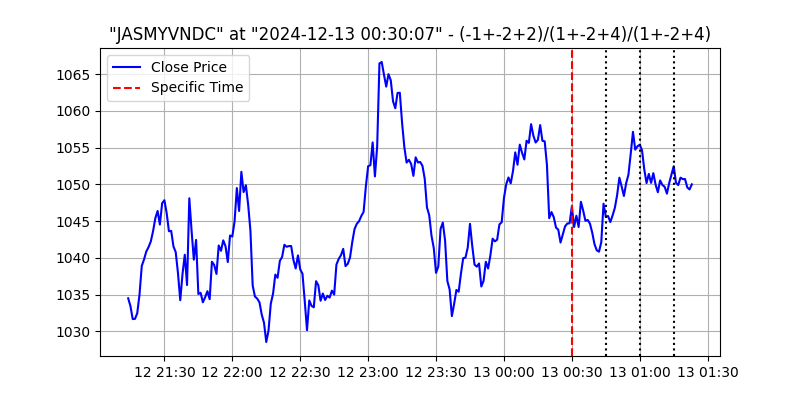 "JASMYVNDC" at "2024-12-13 00:30:07" - (-1+-2+2)/(1+-2+4)/(1+-2+4)
Close Price
Specific Time
1065
1060
1055
1050
1045
1040
1035
1030
12 21:30 12 22:00 12 22:30 12 23:00 12 23:30 13 00:00 13 00:30 13 01:00 13 01:30